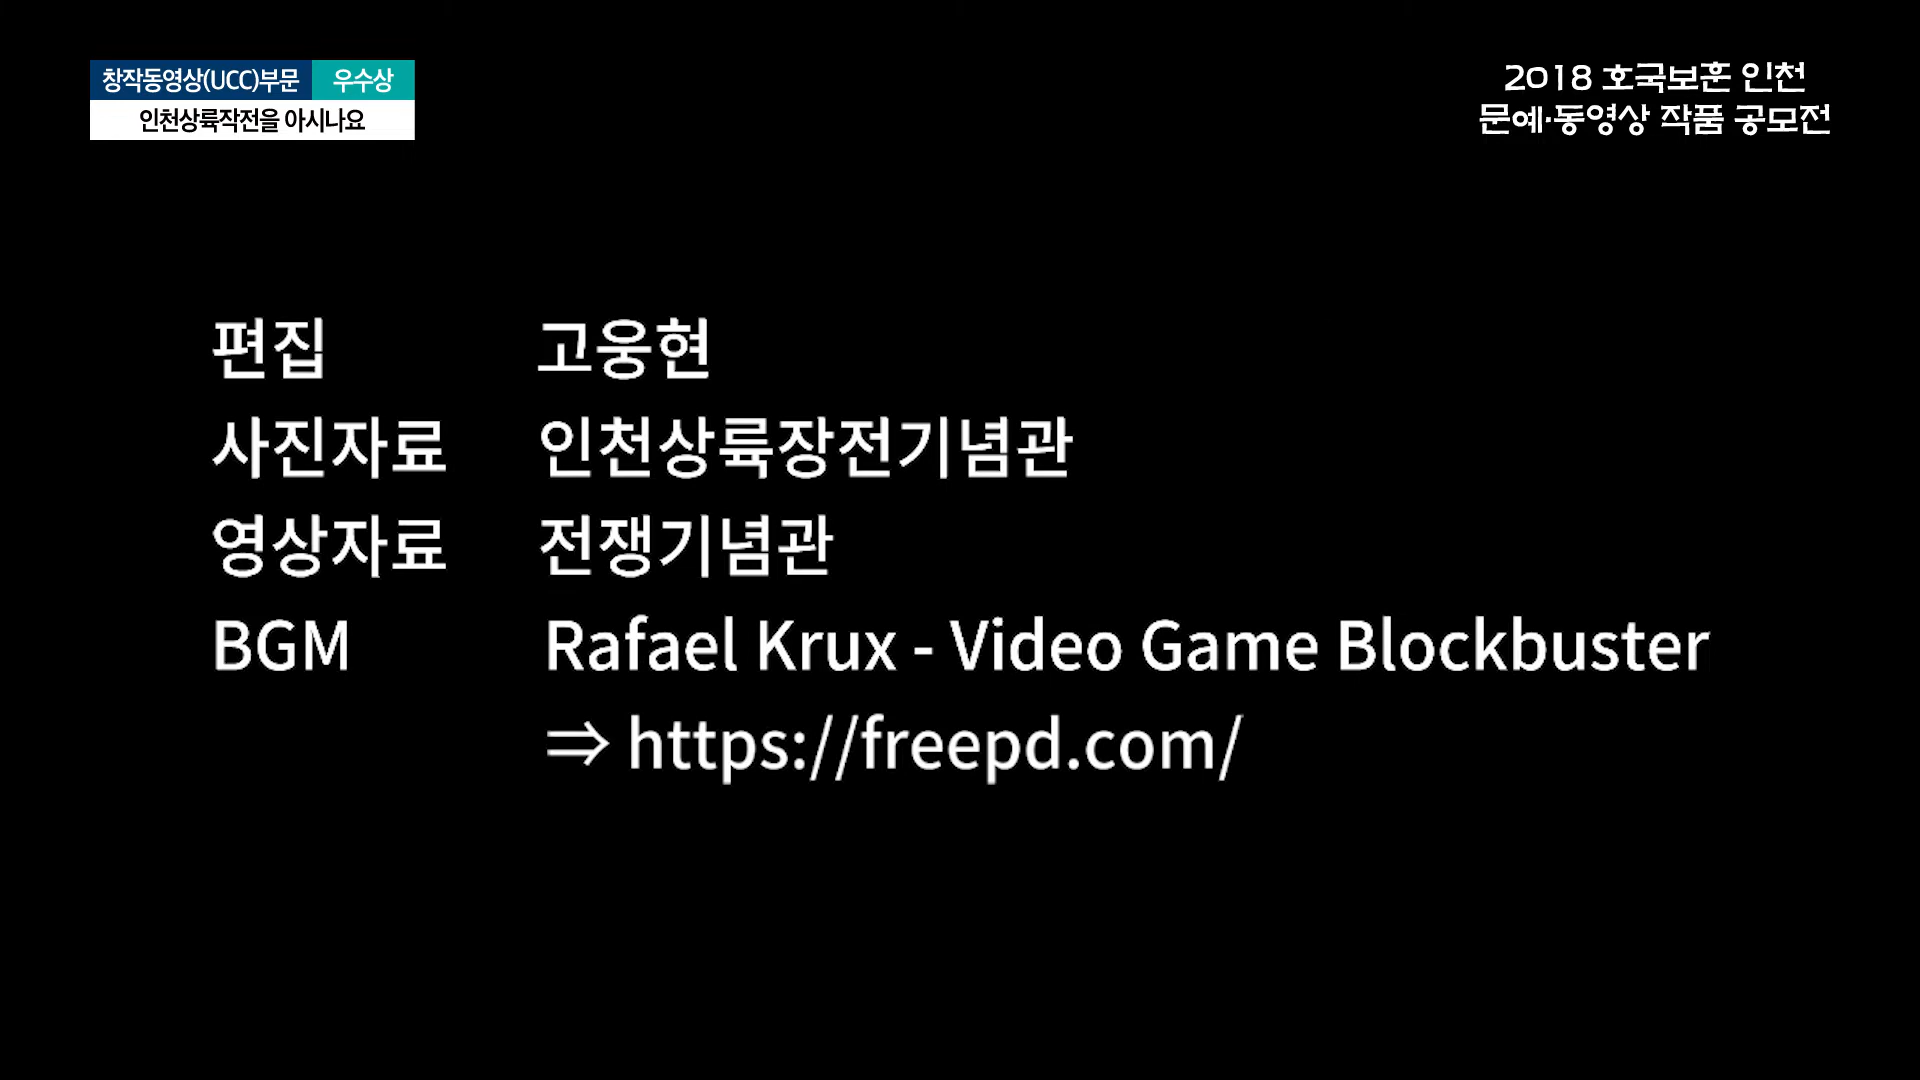 창작동영상(UCC)부문 우수상
인천상륙작전을 아시나요
2018 호국보훈 인천
문예·동영상 작품 공모전
편집 고웅현
사진자료 인천상륙장전기념관
영상자료 전쟁기념관
BGM Rafael Krux - Video Game Blockbuster
⇒ https://freepd.com/